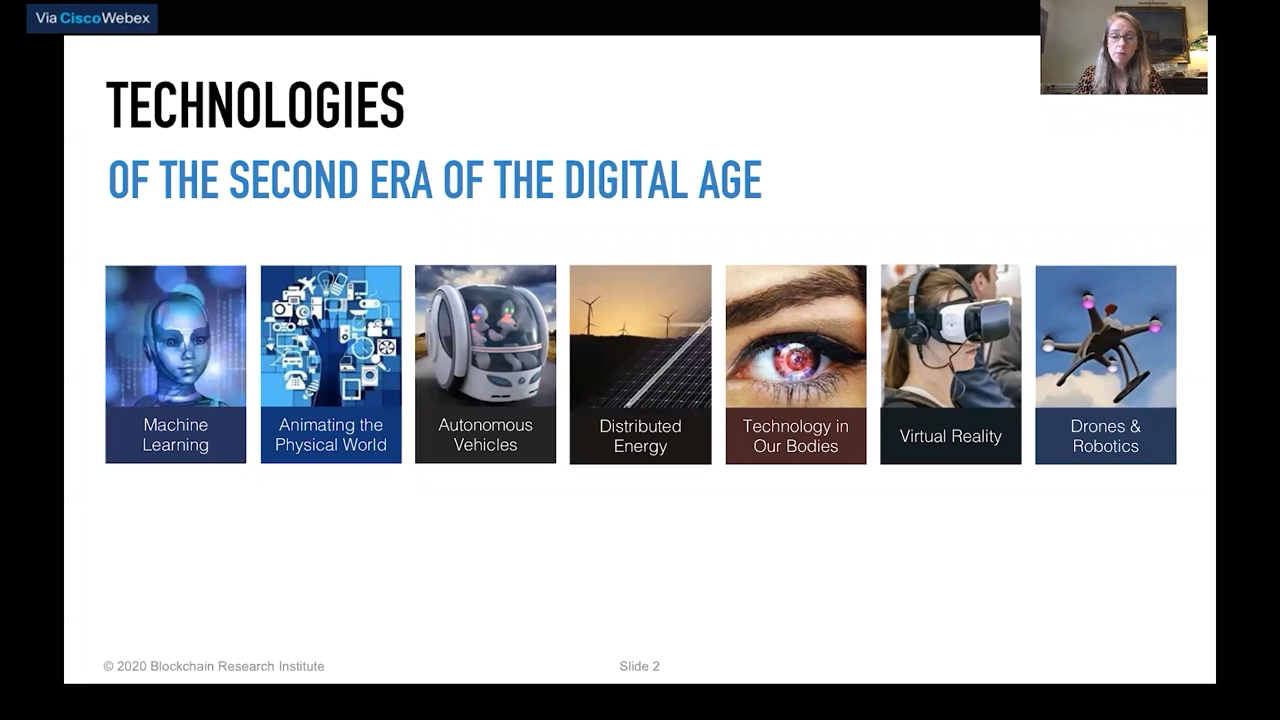 Via Cisco Webex
TECHNOLOGIES
OF THE SECOND ERA OF THE DIGITAL AGE
Machine
Learning
Animating the
Physical World
Autonomous
Vehicles
Distributed
Energy
Technology in
Our Bodies
Virtual Reality
Drones &
Robotics
© 2020 Blockchain Research Institute
Slide 2